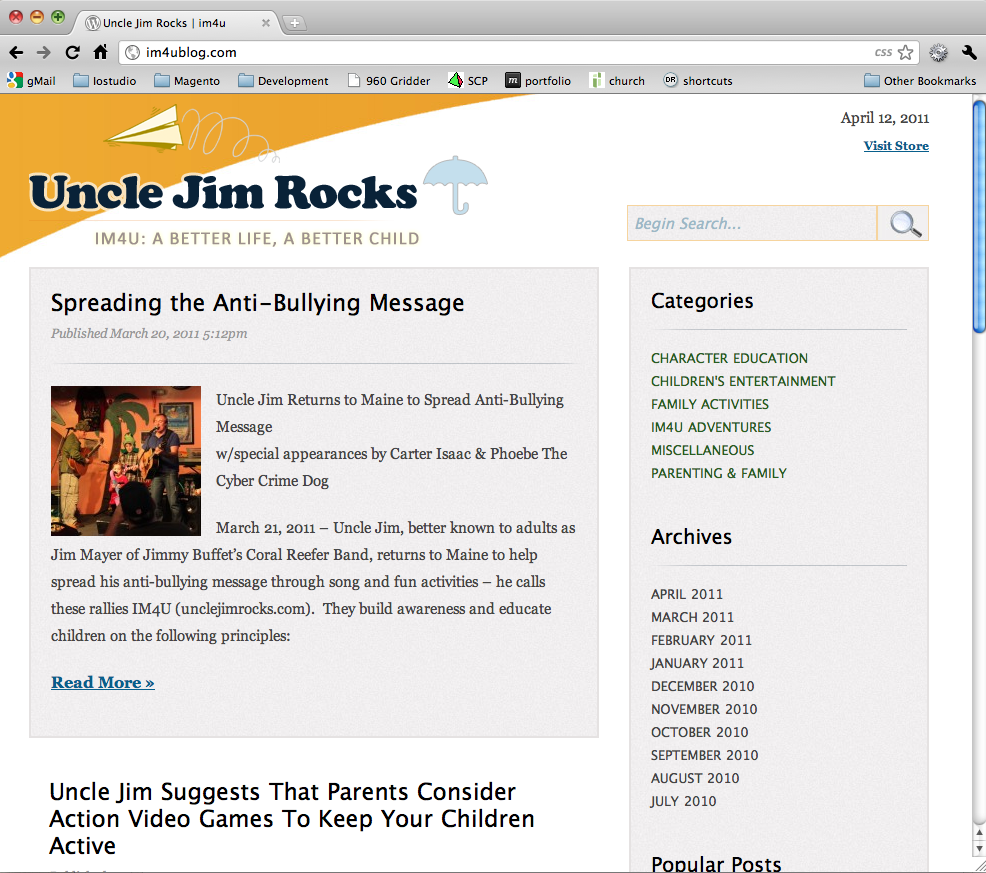 Uncle Jim Rocks | im4u
im4ublog.com
css
gMail
lostudio
Magento
Development
960 Gridder
SCP
m
portfolio
church
DR
shortcuts
Other Bookmarks
April 12, 2011
Visit Store
Uncle Jim Rocks
IM4U: A BETTER LIFE, A BETTER CHILD
Begin Search...
Spreading the Anti-Bullying Message
Published March 20, 2011 5:12pm
Uncle Jim Returns to Maine to Spread Anti-Bullying
Message
w/special appearances by Carter Isaac & Phoebe The
Cyber Crime Dog
March 21, 2011 – Uncle Jim, better known to adults as
Jim Mayer of Jimmy Buffet’s Coral Reefer Band, returns to Maine to help
spread his anti-bullying message through song and fun activities – he calls
these rallies IM4U (unclejimrocks.com).  They build awareness and educate
children on the following principles:
Read More »
Uncle Jim Suggests That Parents Consider
Action Video Games To Keep Your Children
Active
Categories
CHARACTER EDUCATION
CHILDREN'S ENTERTAINMENT
FAMILY ACTIVITIES
IM4U ADVENTURES
MISCELLANEOUS
PARENTING & FAMILY
Archives
APRIL 2011
MARCH 2011
FEBRUARY 2011
JANUARY 2011
DECEMBER 2010
NOVEMBER 2010
OCTOBER 2010
SEPTEMBER 2010
AUGUST 2010
JULY 2010
Popular Posts